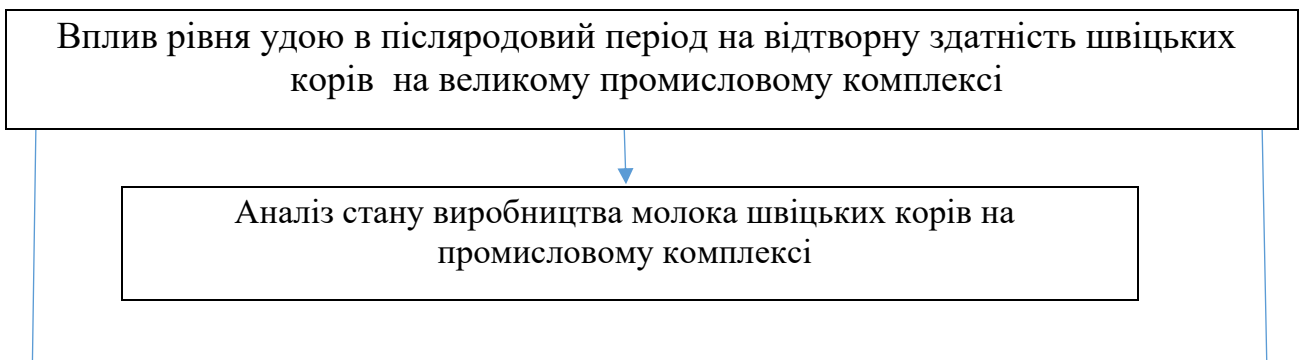 Вплив рівня удою в післяродовий період на відтворну здатність швіцьких
корів на великому промисловому комплексі
Аналіз стану виробництва молока швіцьких корів на
промисловому комплексі